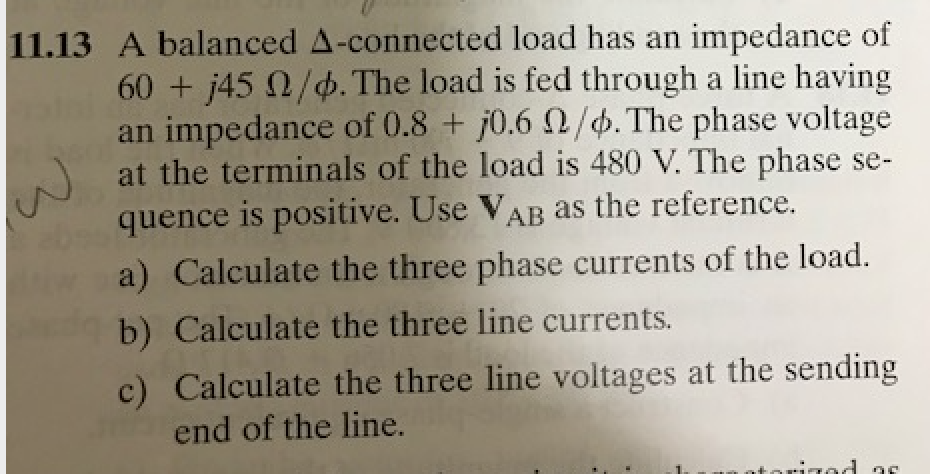 11.13 A balanced Δ-connected load has an impedance of
60 + j45 Ω/ϕ. The load is fed through a line having
an impedance of 0.8 + j0.6 Ω/ϕ. The phase voltage
at the terminals of the load is 480 V. The phase se-
quence is positive. Use VAB as the reference.
a) Calculate the three phase currents of the load.
b) Calculate the three line currents.
c) Calculate the three line voltages at the sending
end of the line.